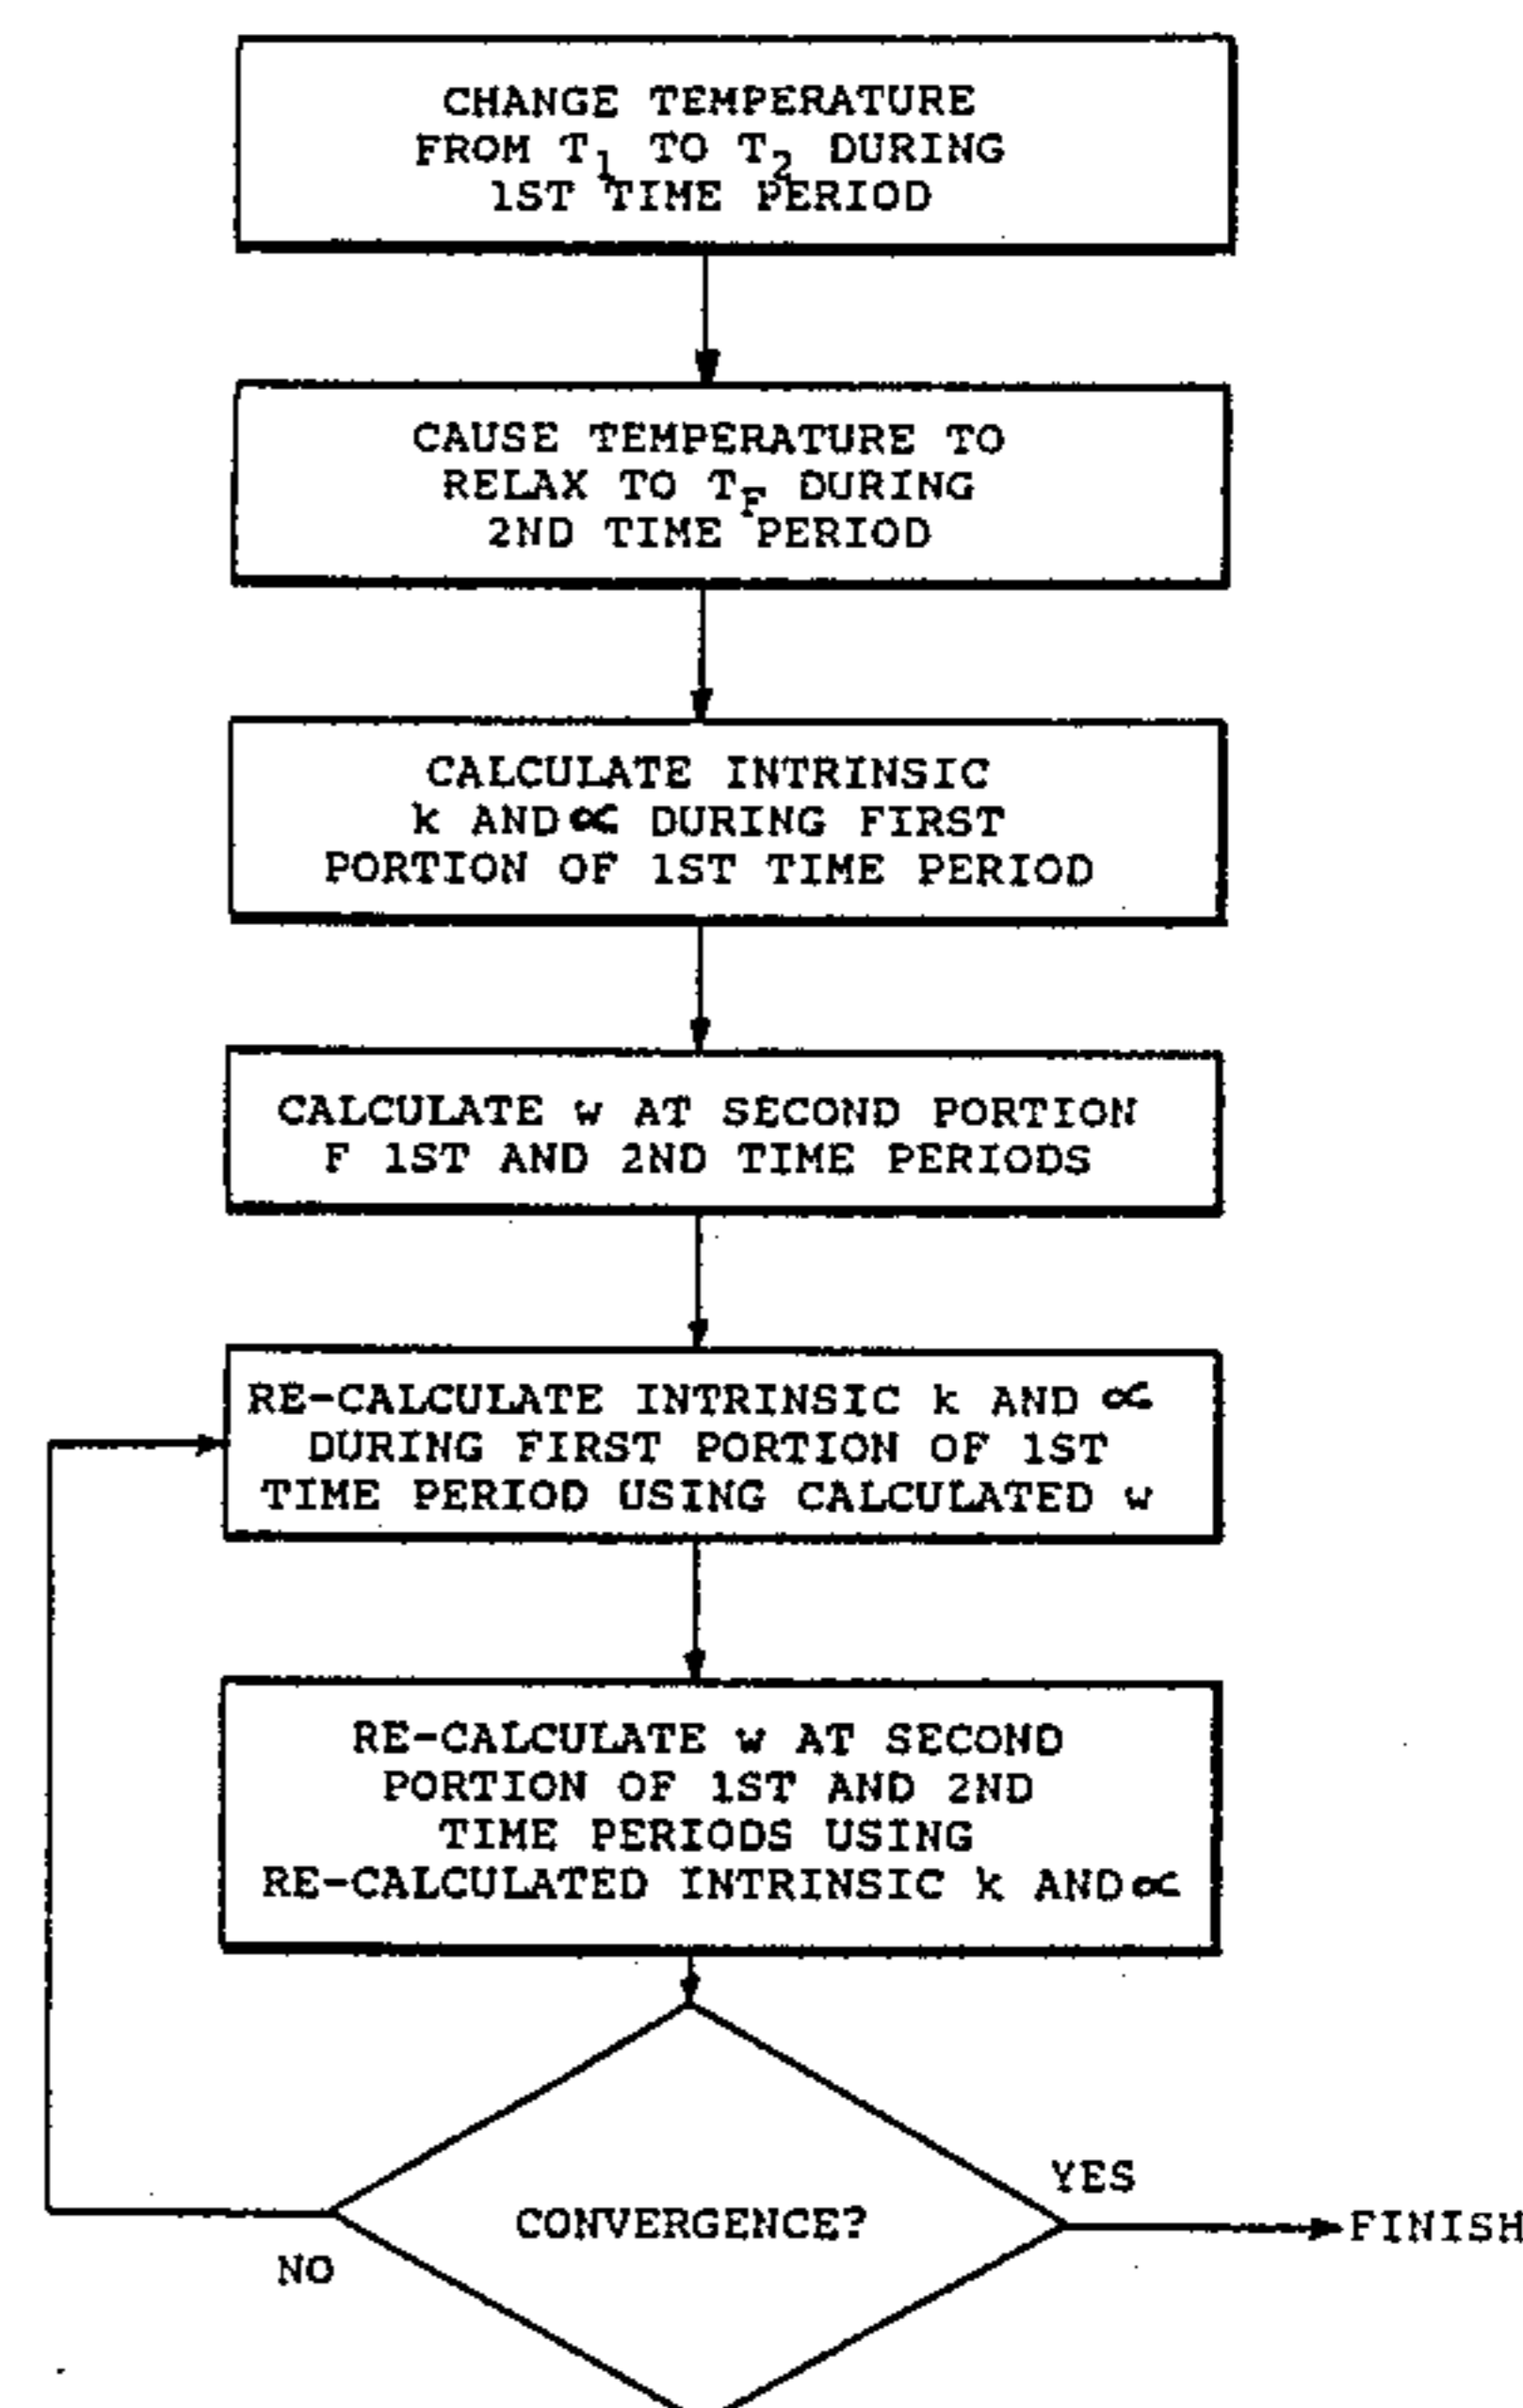 CHANGE TEMPERATURE
FROM T₁ TO T₂ DURING
1ST TIME PERIOD
CAUSE TEMPERATURE TO
RELAX TO T_F DURING
2ND TIME PERIOD
CALCULATE INTRINSIC
k AND ∝ DURING FIRST
PORTION OF 1ST TIME PERIOD
CALCULATE w AT SECOND PORTION
F 1ST AND 2ND TIME PERIODS
RE-CALCULATE INTRINSIC k AND ∝
DURING FIRST PORTION OF 1ST
TIME PERIOD USING CALCULATED w
RE-CALCULATE w AT SECOND
PORTION OF 1ST AND 2ND
TIME PERIODS USING
RE-CALCULATED INTRINSIC k AND ∝
YES
CONVERGENCE?
FINISH
NO